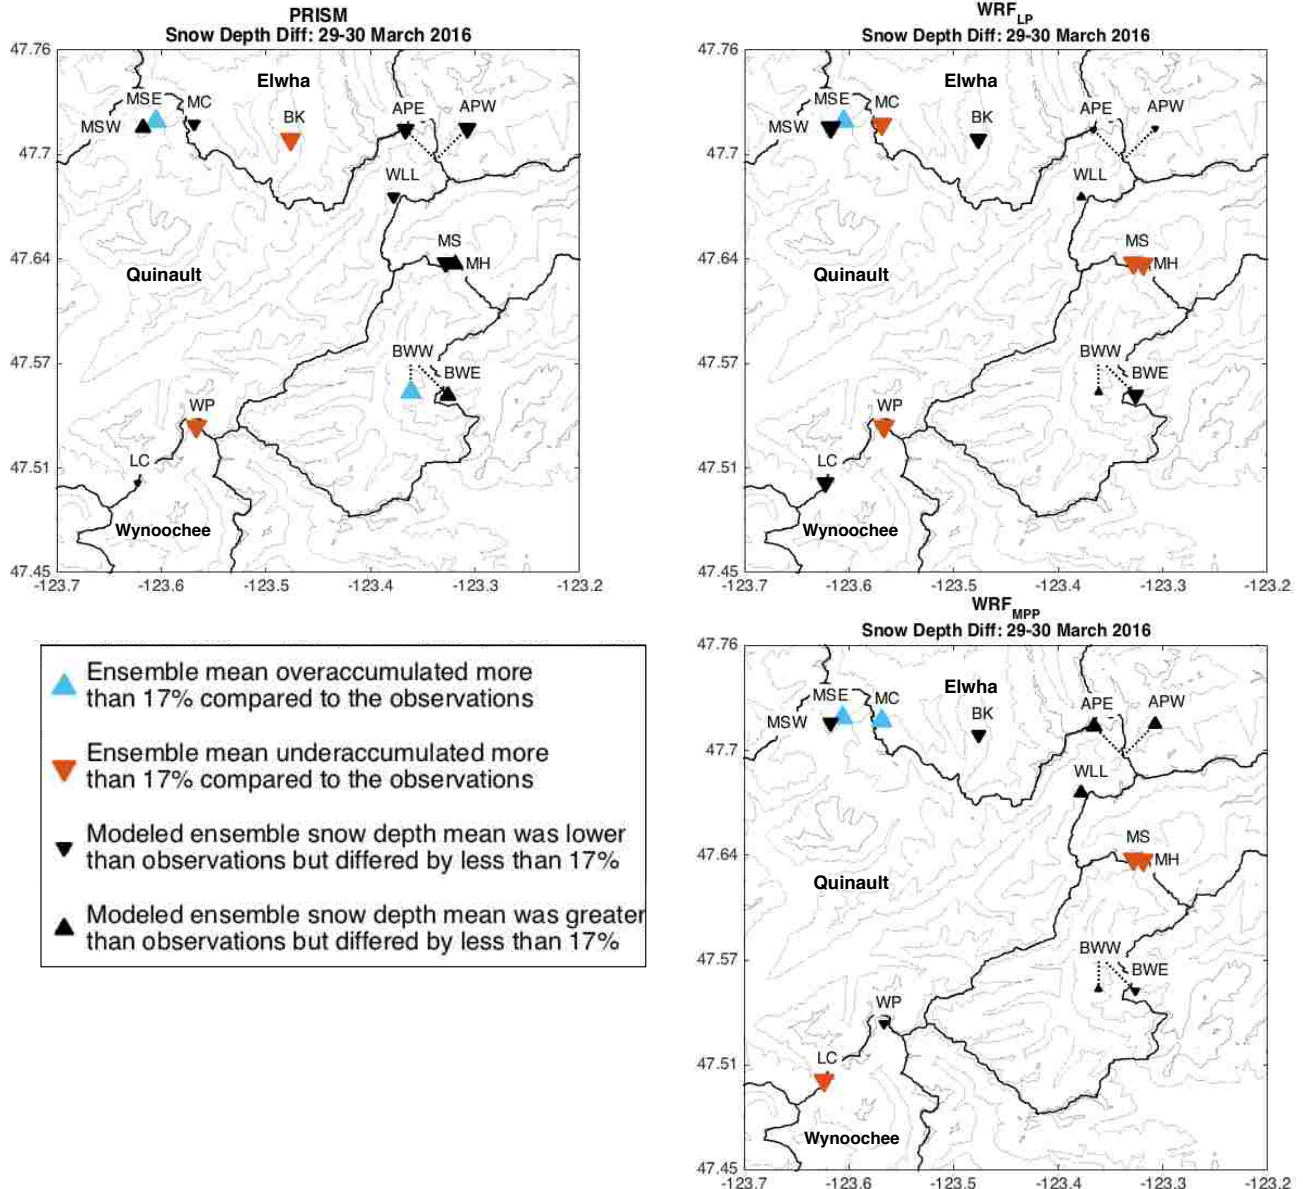 PRISM
Snow Depth Diff: 29-30 March 2016
47.76
47.7
47.64
47.57
47.51
47.45
-123.7
-123.6
-123.5
-123.4
-123.3
-123.2
Elwha
MSE
MC
MSW
BK
APE
APW
WLL
MS
MH
Quinault
BWW
BWE
WP
LC
Wynoochee
WRF LP
Snow Depth Diff: 29-30 March 2016
47.76
47.7
47.64
47.57
47.51
47.45
-123.7
-123.6
-123.5
-123.4
-123.3
-123.2
Elwha
MSE
MC
MSW
BK
APE
APW
WLL
MS
MH
Quinault
BWW
BWE
WP
LC
Wynoochee
Ensemble mean overaccumulated more
than 17% compared to the observations
Ensemble mean underaccumulated more
than 17% compared to the observations
Modeled ensemble snow depth mean was lower
than observations but differed by less than 17%
Modeled ensemble snow depth mean was greater
than observations but differed by less than 17%
WRF MPP
Snow Depth Diff: 29-30 March 2016
47.76
47.7
47.64
47.57
47.51
47.45
-123.7
-123.6
-123.5
-123.4
-123.3
-123.2
Elwha
MSE
MC
MSW
BK
APE
APW
WLL
MS
MH
Quinault
BWW
BWE
WP
LC
Wynoochee